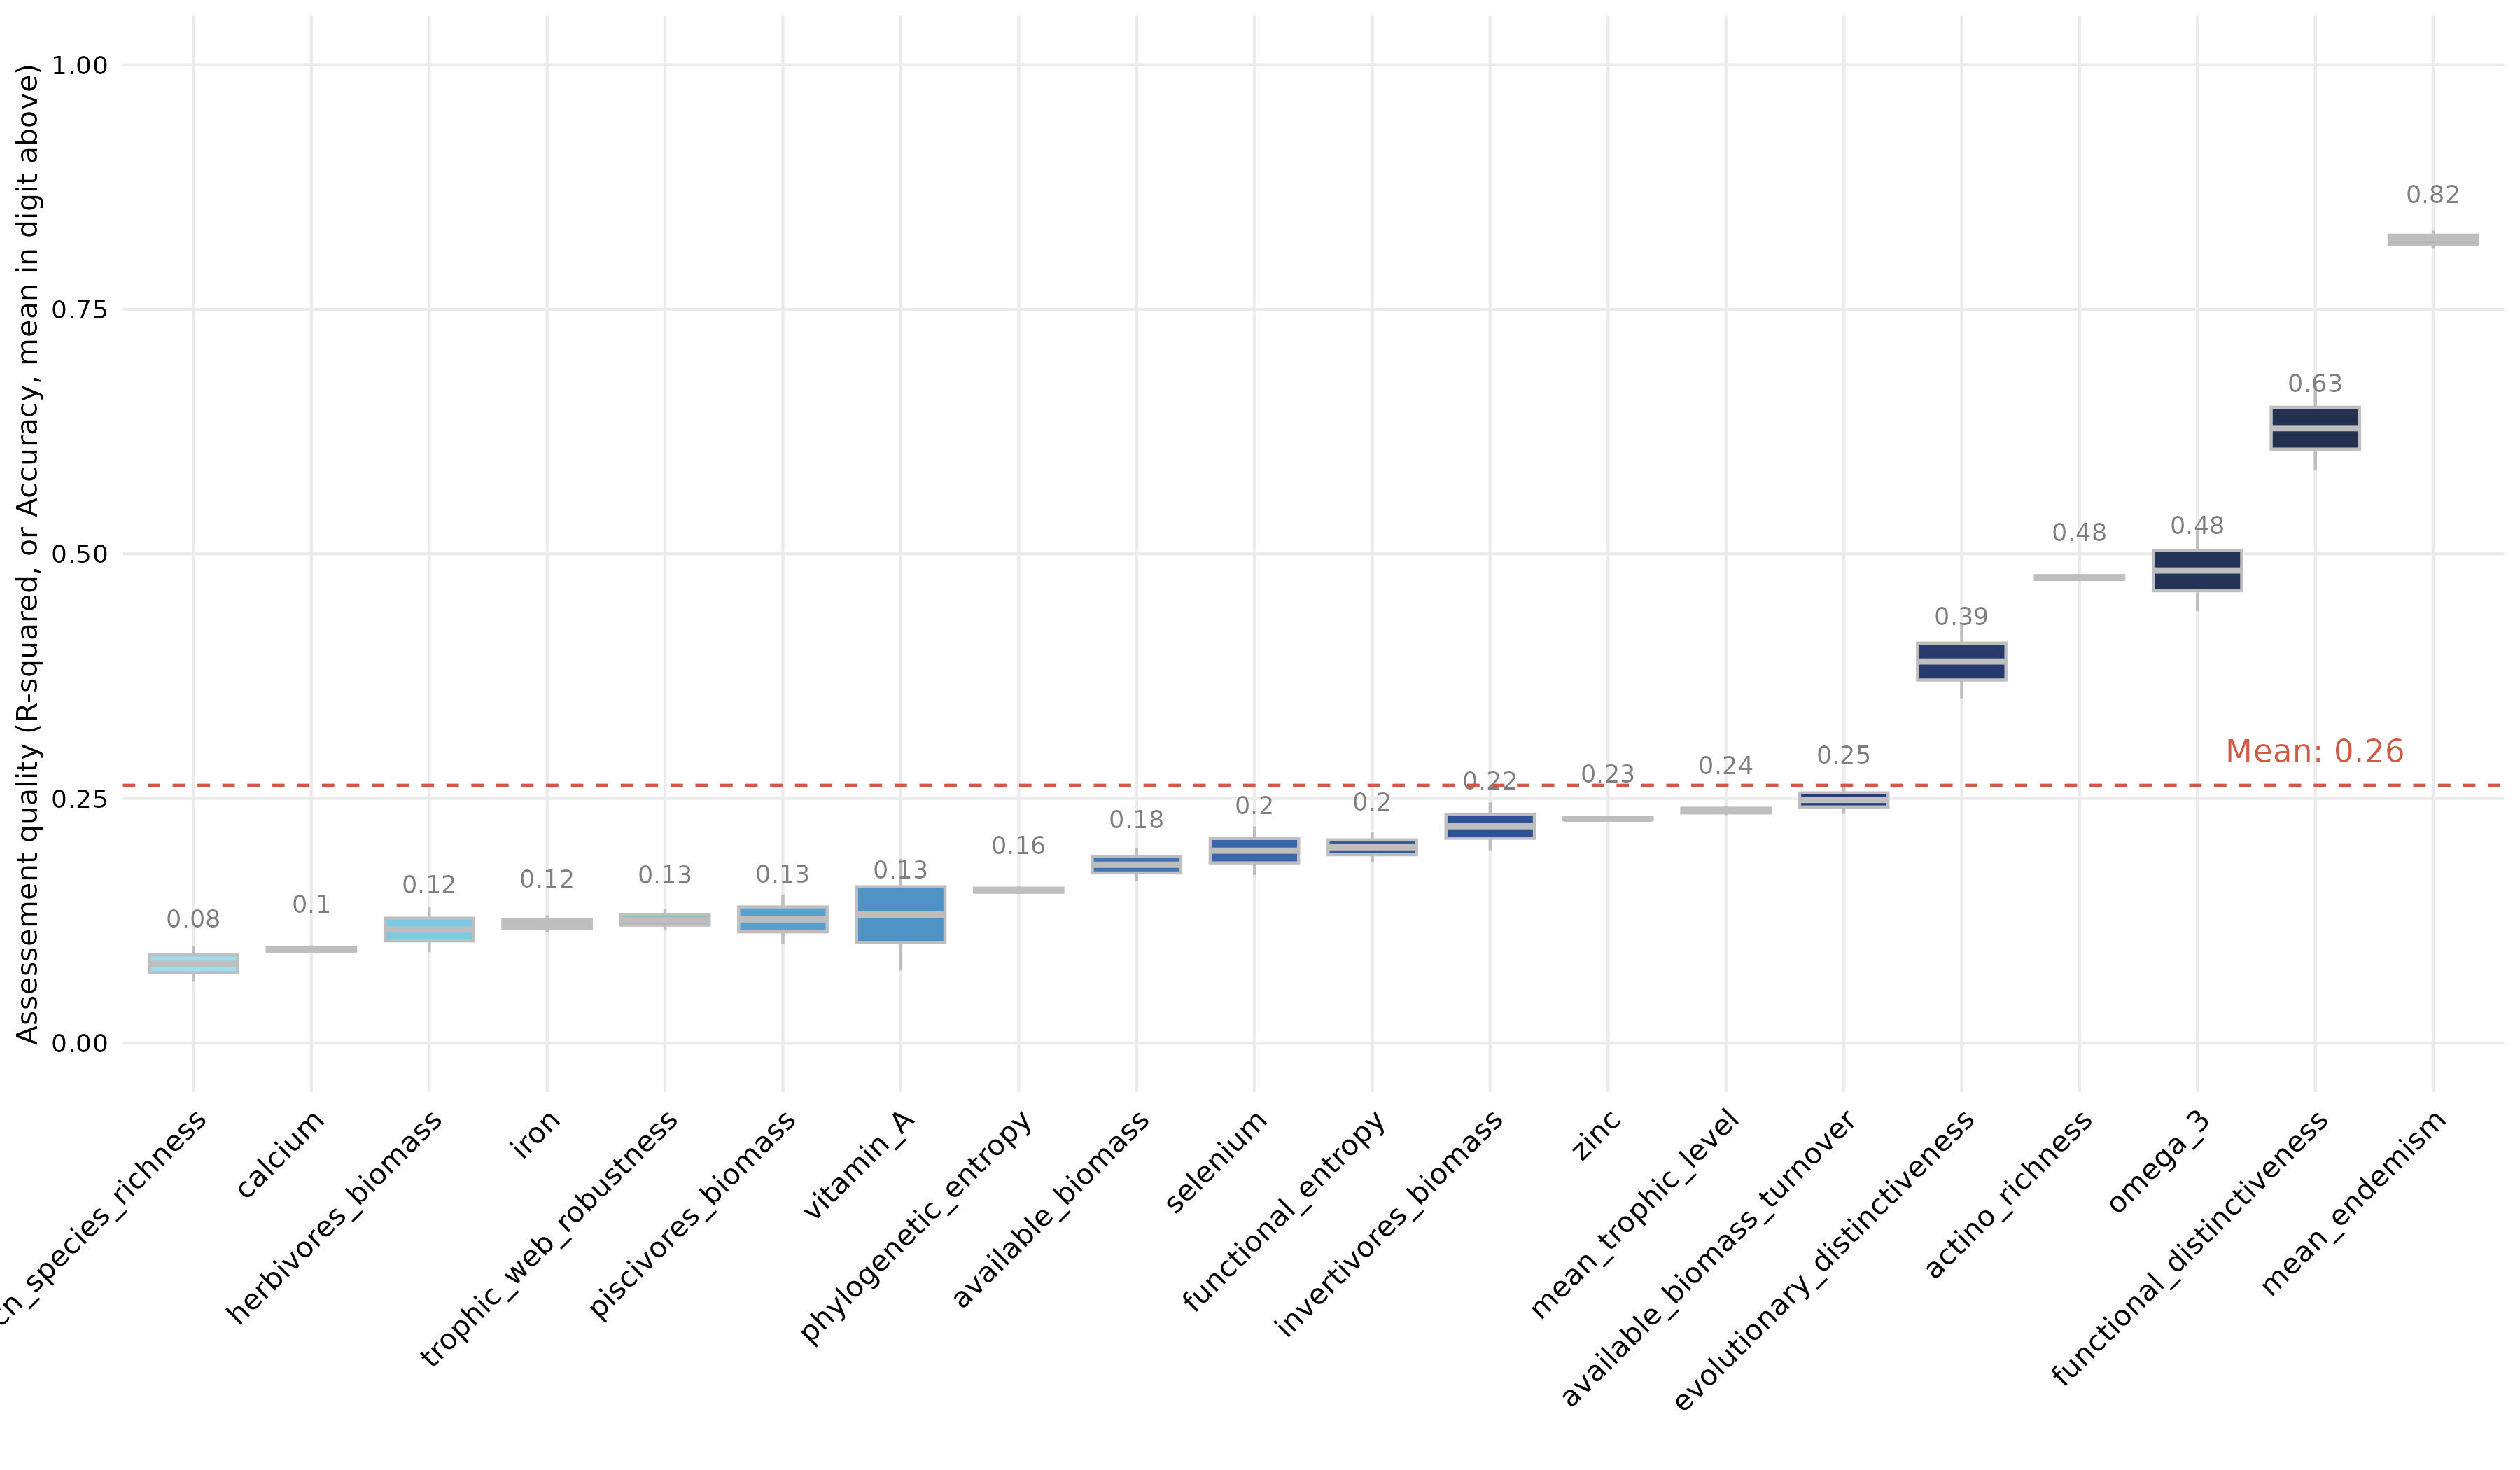 Assessement quality (R-squared, or Accuracy, mean in digit above)
1.00
0.75
0.50
0.25
0.00
0.08
0.1
0.12
0.12
0.13
0.13
0.13
0.16
0.18
0.2
0.2
0.22
0.23
0.24
0.25
0.39
0.48
0.48
0.63
0.82
Mean: 0.26
cn_species_richness
calcium
herbivores_biomass
iron
trophic_web_robustness
piscivores_biomass
vitamin_A
phylogenetic_entropy
available_biomass
selenium
functional_entropy
invertivores_biomass
zinc
mean_trophic_level
available_biomass_turnover
evolutionary_distinctiveness
actino_richness
omega_3
functional_distinctiveness
mean_endemism